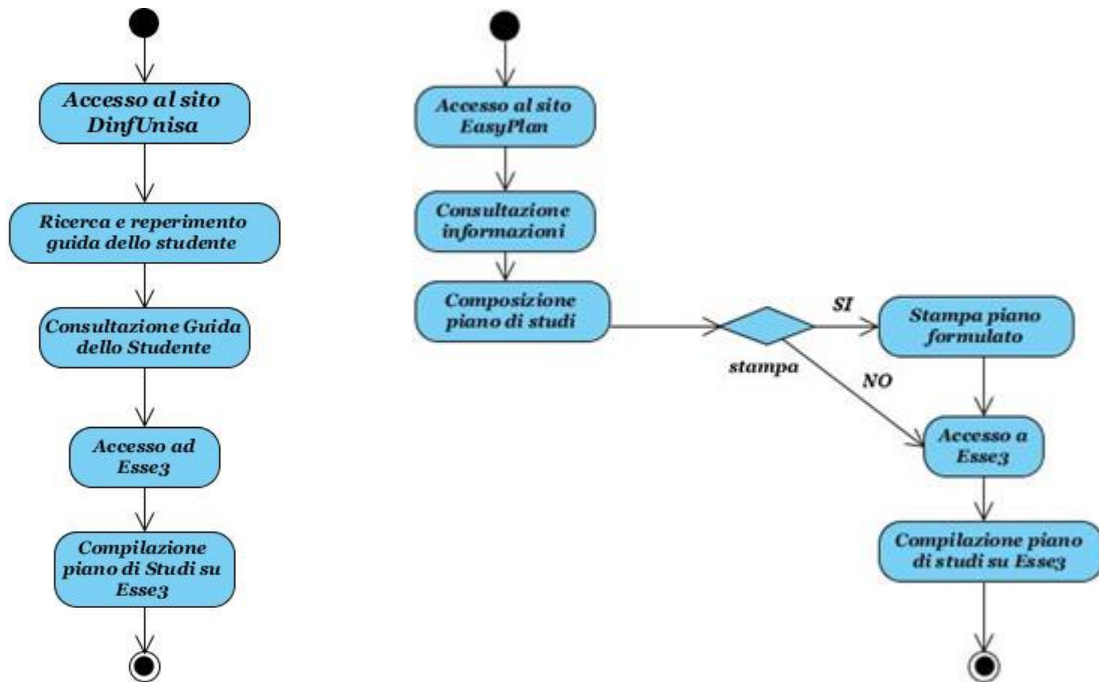 Accesso al sito
DinfUnisa
Ricerca e reperimento
guida dello studente
Consultazione Guida
dello Studente
Accesso ad
Esse3
Compilazione
piano di Studi su
Esse3
Accesso al sito
EasyPlan
Consultazione
informazioni
Composizione
piano di studi
stampa
SI
NO
Stampa piano
formulato
Accesso a
Esse3
Compilazione piano
di studi su Esse3